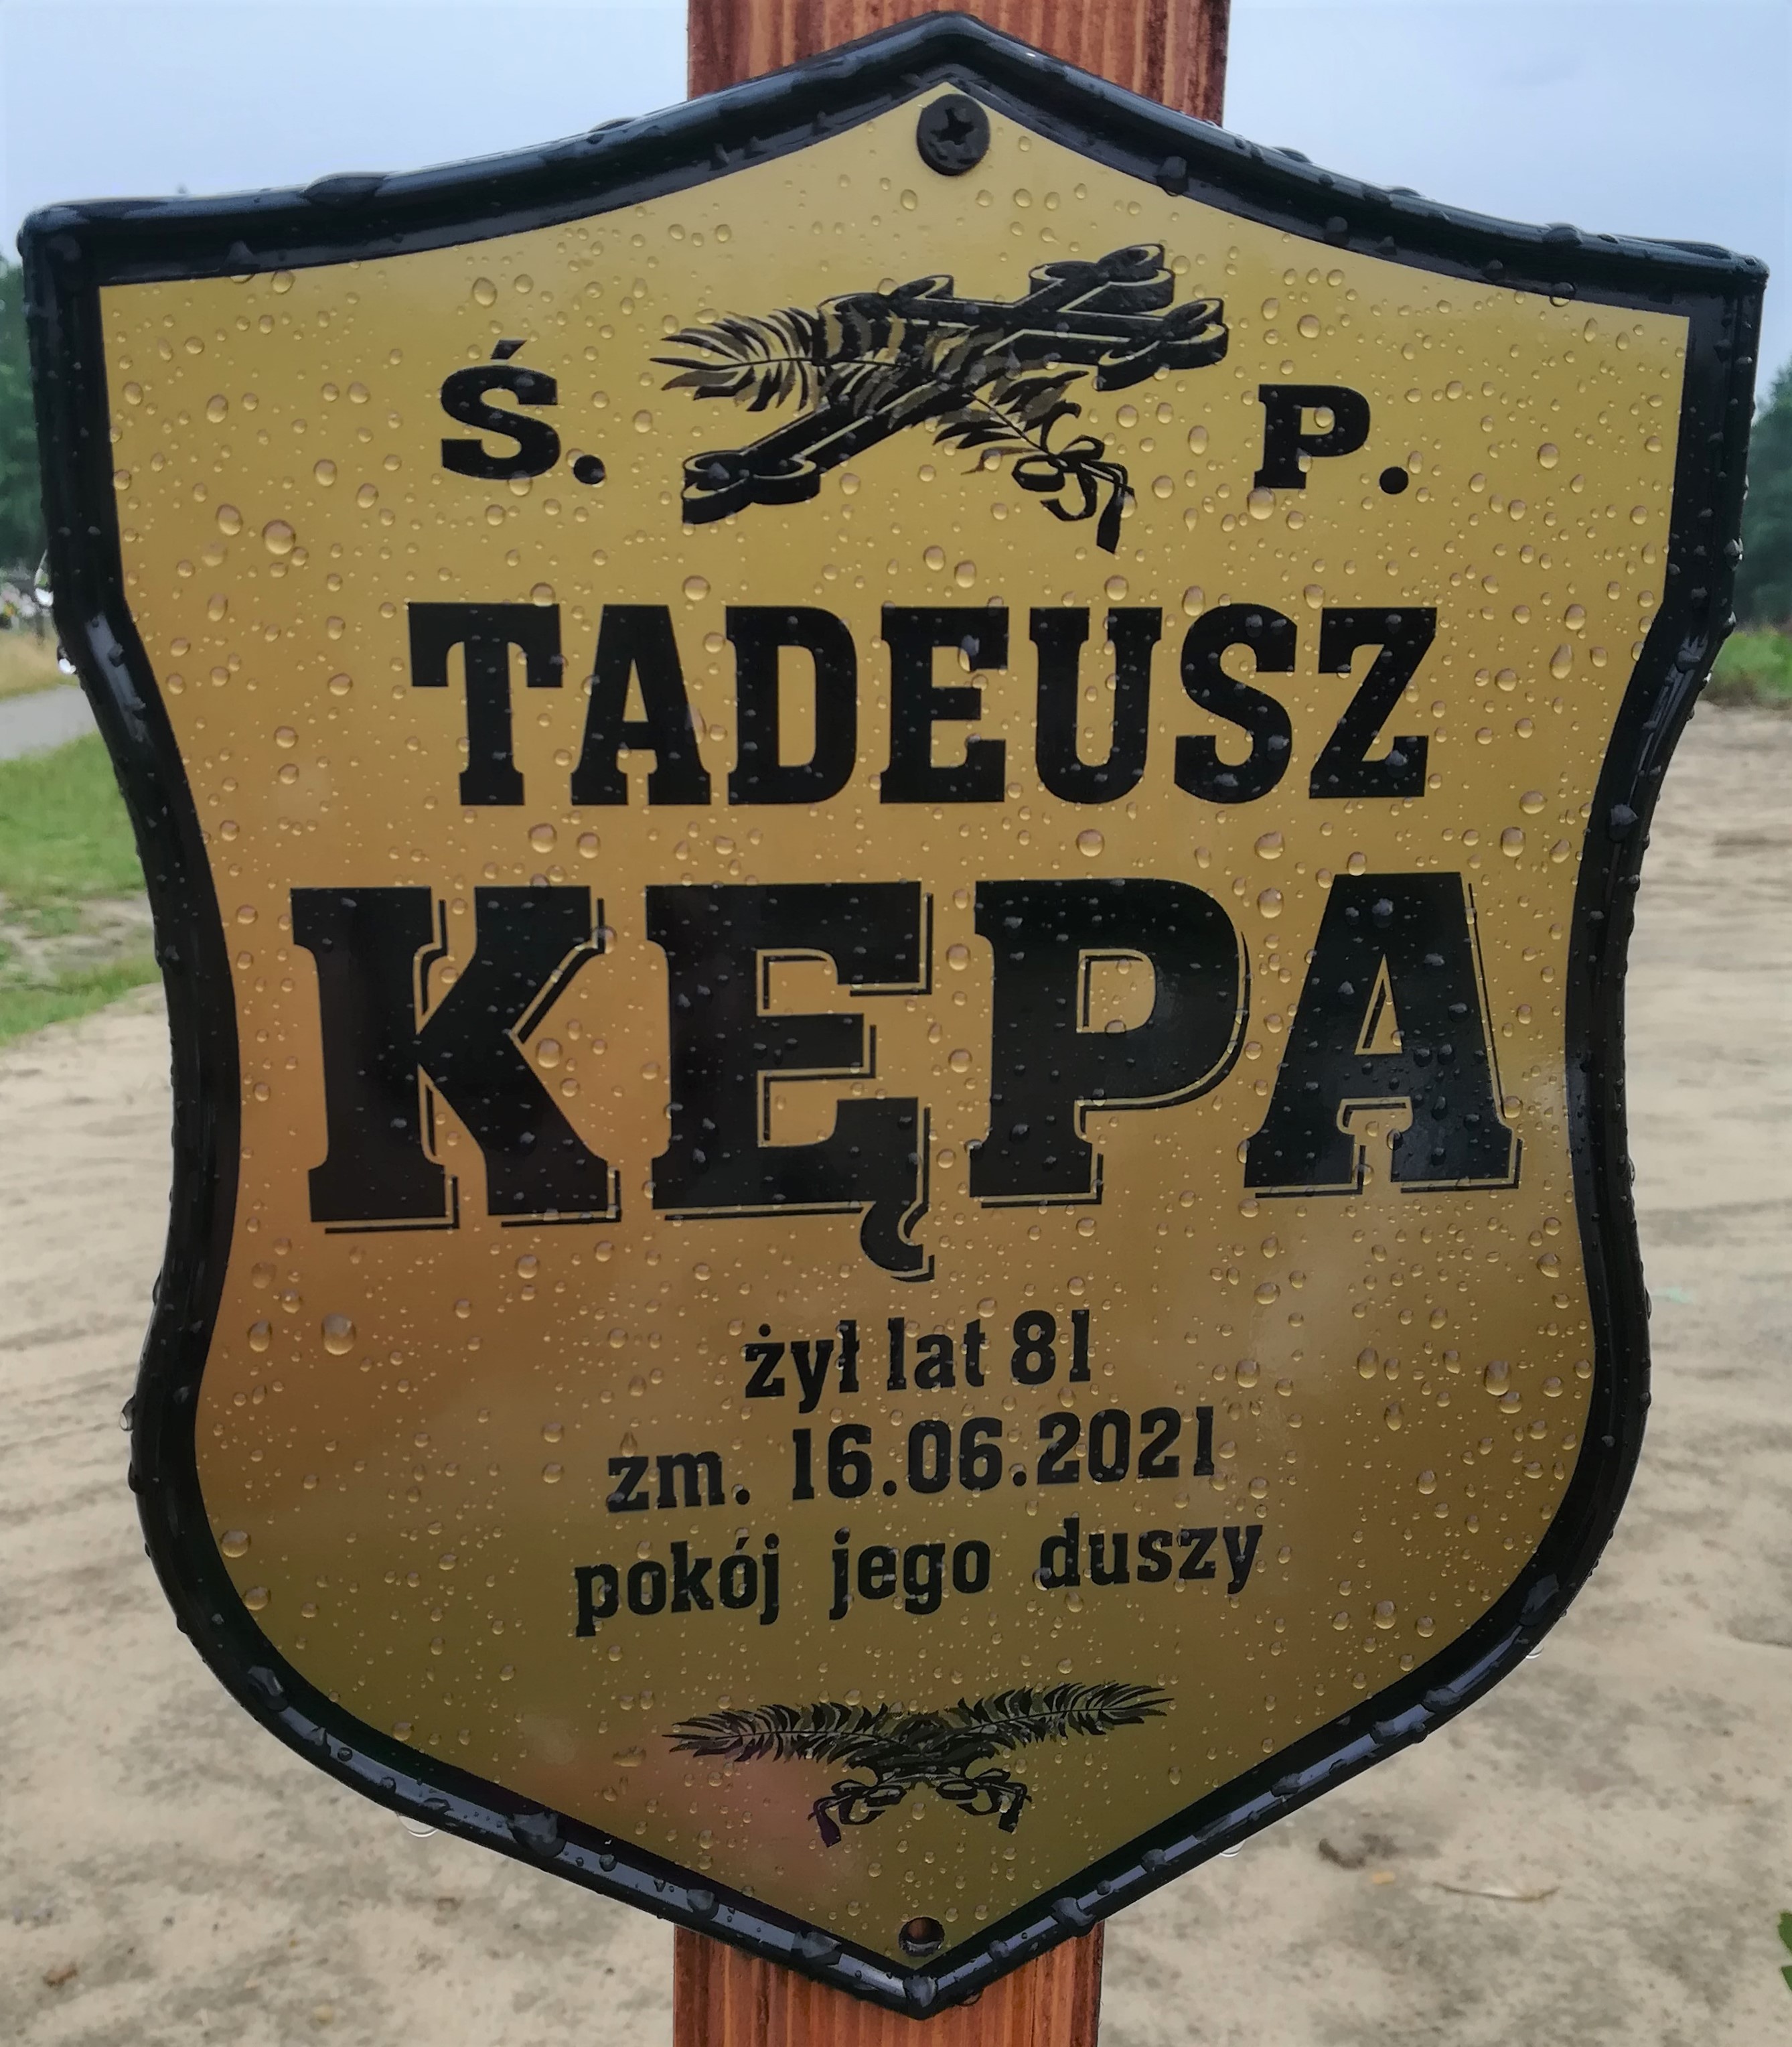 Ś. P.
TADEUSZ
KĘPA
żył lat 81
zm. 16.06.2021
pokój jego duszy